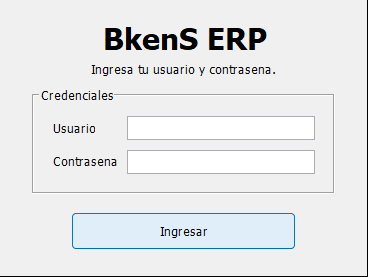 BkenS ERP
Ingresa tu usuario y contrasena.
Credenciales
Usuario
Contrasena
Ingresar